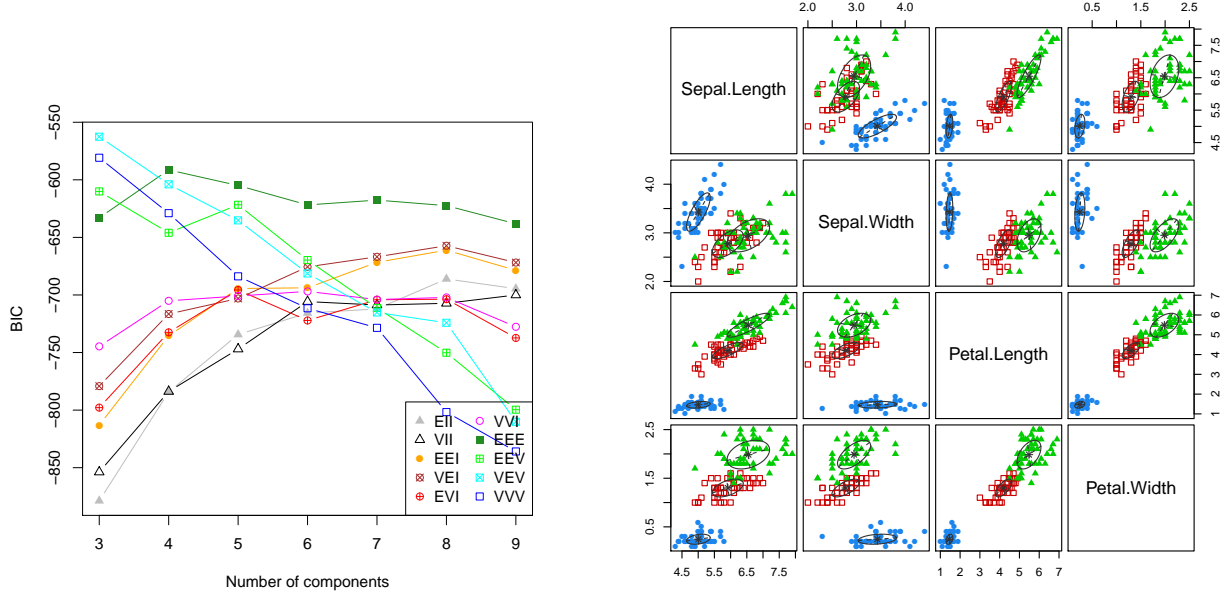 −550
−600
−650
−700
−750
−800
−850
BIC
3 4 5 6 7 8 9
Number of components
EII
VII
EEI
VEI
EVI
VVI
EEE
EEV
VEV
VVV
2.0 3.0 4.0
0.5 1.5 2.5
Sepal.Length
4.5 5.5 6.5 7.5
2.0 3.0 4.0
Sepal.Width
Petal.Length
1 2 3 4 5 6 7
0.5 1.5 2.5
Petal.Width
4.5 5.5 6.5 7.5
1 2 3 4 5 6 7